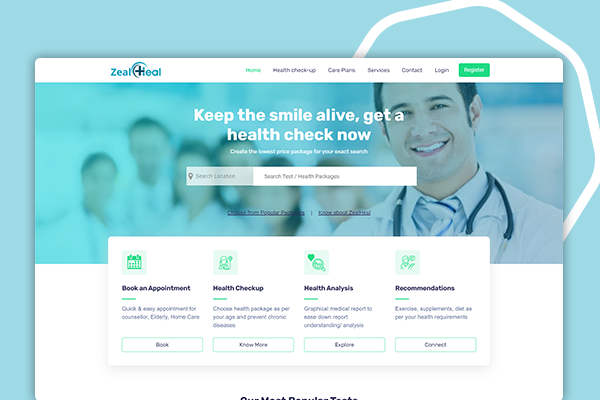 Zeal Heal
Home Health check-up Care Plans Services Contact Login Register
Keep the smile alive, get a
health check now
Create the lowest price package for your exact search
Search Location Search Test / Health Packages
Choose from Popular Packages | Know about ZealHeal
Book an Appointment
Quick & easy appointment for
counsellor, Elderly, Home Care
Book
Health Checkup
Choose health package as per
your age and prevent chronic
diseases
Know More
Health Analysis
Graphical medical report to
ease down report
understanding/ analysis
Explore
Recommendations
Exercise, supplements, diet as
per your health requirements
Connect
Our Most Popular Tests